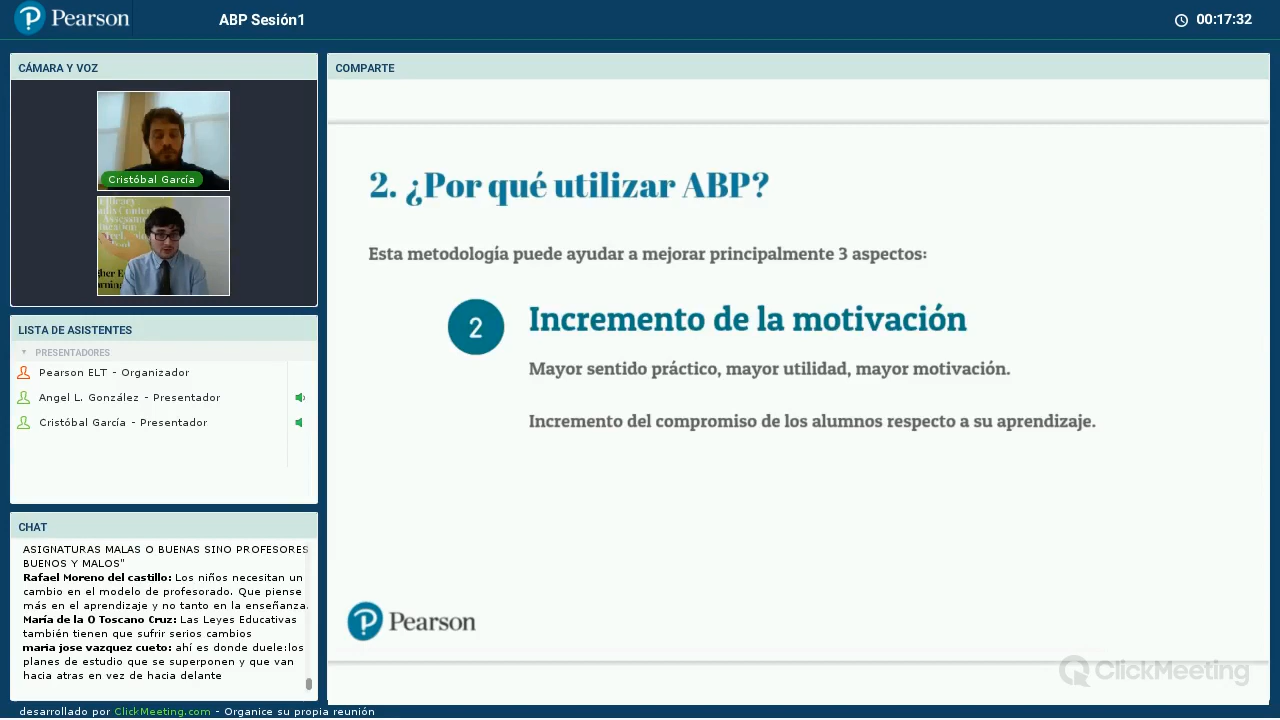 Pearson
ABP Sesión1
00:17:32
CÁMARA Y VOZ
Cristóbal García
LISTA DE ASISTENTES
PRESENTADORES
Pearson ELT - Organizador
Angel L. González - Presentador
Cristóbal García - Presentador
CHAT
ASIGNATURAS MALAS O BUENAS SINO PROFESORES
BUENOS Y MALOS"
Rafael Moreno del castillo: Los niños necesitan un
cambio en el modelo de profesorado. Que piense
más en el aprendizaje y no tanto en la enseñanza.
María de la O Toscano Cruz: Las Leyes Educativas
también tienen que sufrir serios cambios
maria jose vazquez cueto: ahí es donde duele:los
planes de estudio que se superponen y que van
hacia atras en vez de hacia delante
desarrollado por ClickMeeting.com - Organice su propia reunión
COMPARTE
2. ¿Por qué utilizar ABP?
Esta metodología puede ayudar a mejorar principalmente 3 aspectos:
2
Incremento de la motivación
Mayor sentido práctico, mayor utilidad, mayor motivación.
Incremento del compromiso de los alumnos respecto a su aprendizaje.
Pearson
ClickMeeting